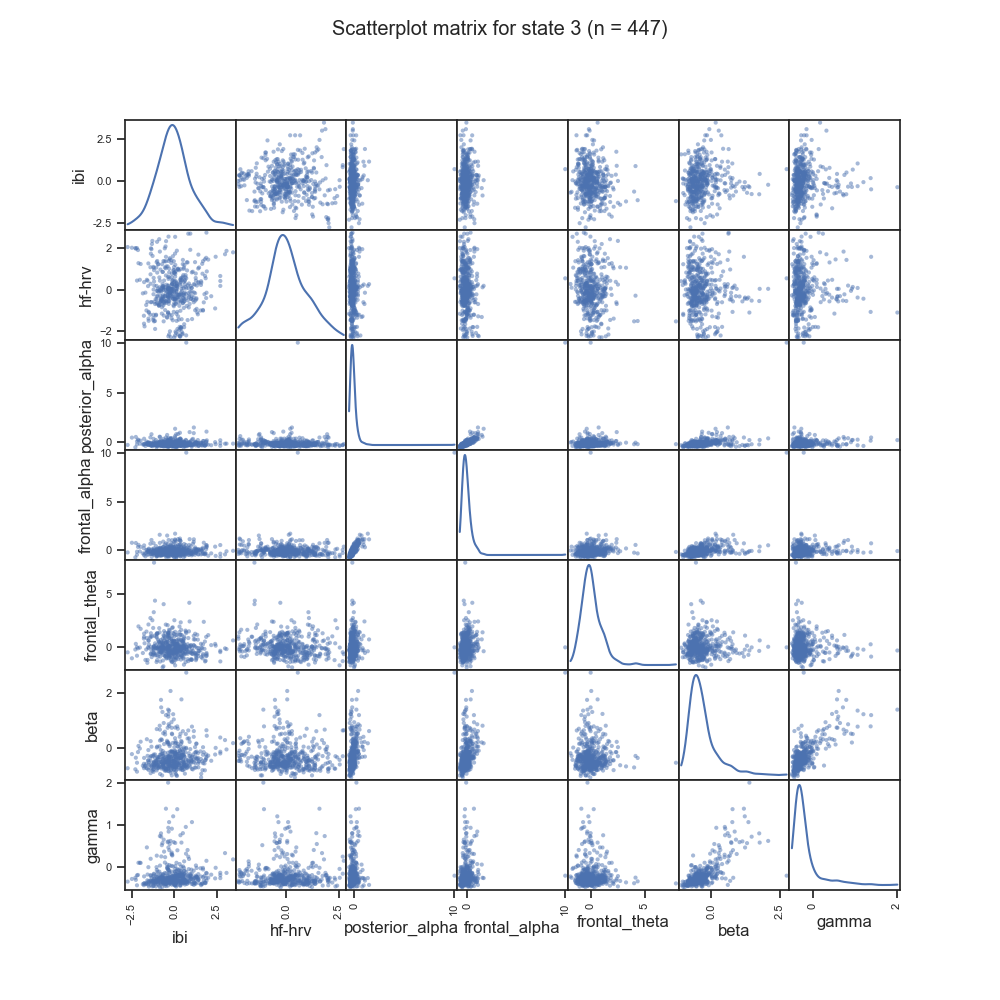 Scatterplot matrix for state 3 (n = 447)
2.5
0.0
−2.5
ibi
2
0
−2
hf-hrv
10
5
0
posterior_alpha
10
5
0
frontal_alpha
5
0
frontal_theta
2
0
beta
2
1
0
gamma
−2.5 0.0 2.5 0.0 2.5 0 10 0 10 0 5 0.0 2.5 0 2
ibi hf-hrv posterior_alpha frontal_alpha frontal_theta beta gamma